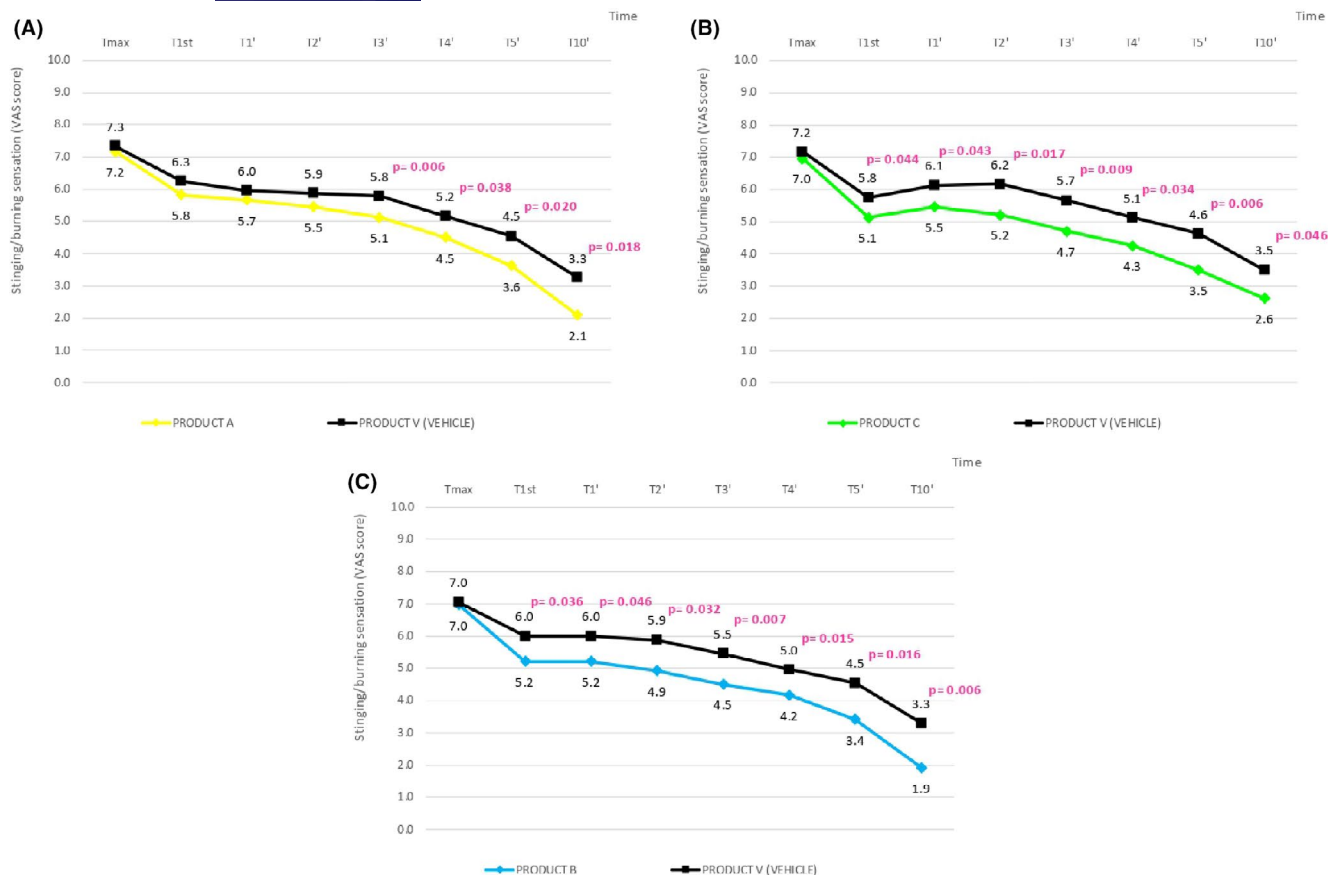 (A)
Time
Tmax T1st T1' T2' T3' T4' T5' T10'
Stinging/burning sensation (VAS score)
10.0
9.0
8.0
7.0
6.0
5.0
4.0
3.0
2.0
1.0
0.0
7.3 6.3 6.0 5.9 5.8 5.2 4.5 3.3
p= 0.006 p= 0.038 p= 0.020 p= 0.018
7.2 5.8 5.7 5.5 5.1 4.5 3.6 2.1
PRODUCT A PRODUCT V (VEHICLE)
(B)
Time
Tmax T1st T1' T2' T3' T4' T5' T10'
Stinging/burning sensation (VAS score)
10.0
9.0
8.0
7.0
6.0
5.0
4.0
3.0
2.0
1.0
0.0
7.2 5.8 6.1 6.2 5.7 5.1 4.6 3.5
p= 0.044 p= 0.043 p= 0.017 p= 0.009 p= 0.034 p= 0.006 p= 0.046
7.0 5.1 5.5 5.2 4.7 4.3 3.5 2.6
PRODUCT C PRODUCT V (VEHICLE)
(C)
Time
Tmax T1st T1' T2' T3' T4' T5' T10'
Stinging/burning sensation (VAS score)
10.0
9.0
8.0
7.0
6.0
5.0
4.0
3.0
2.0
1.0
0.0
7.0 6.0 6.0 5.9 5.5 5.0 4.5 3.3
p= 0.036 p= 0.046 p= 0.032 p= 0.007 p= 0.015 p= 0.016 p= 0.006
7.0 5.2 5.2 4.9 4.5 4.2 3.4 1.9
PRODUCT B PRODUCT V (VEHICLE)